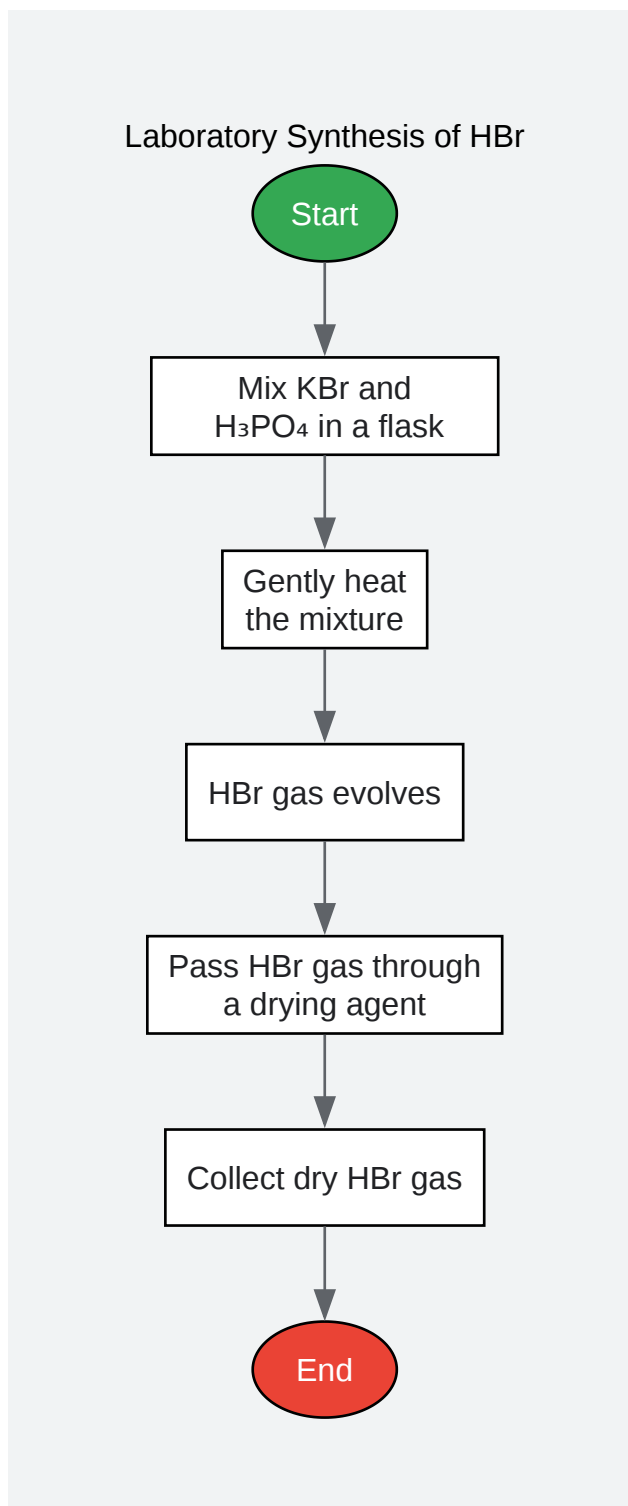 Laboratory Synthesis of HBr
Start
Mix KBr and
H₃PO₄ in a flask
Gently heat
the mixture
HBr gas evolves
Pass HBr gas through
a drying agent
Collect dry HBr gas
End